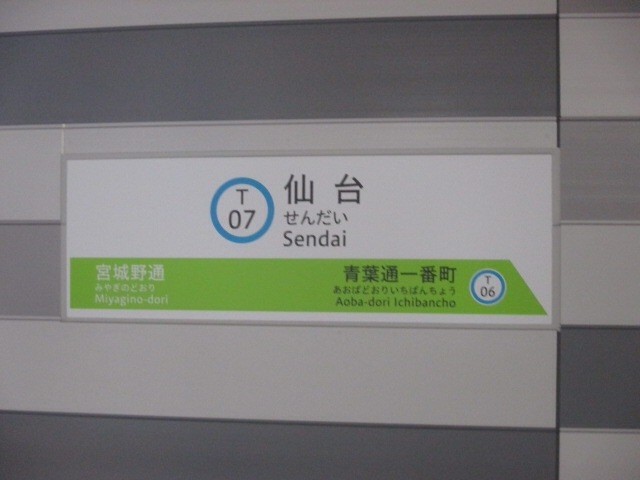 T
07
仙台
せんだい
Sendai
宮城野通
みやぎのどおり
Miyagino-dori
青葉通一番町
あおばどおりいちばんちょう
Aoba-dori Ichibancho
T
06